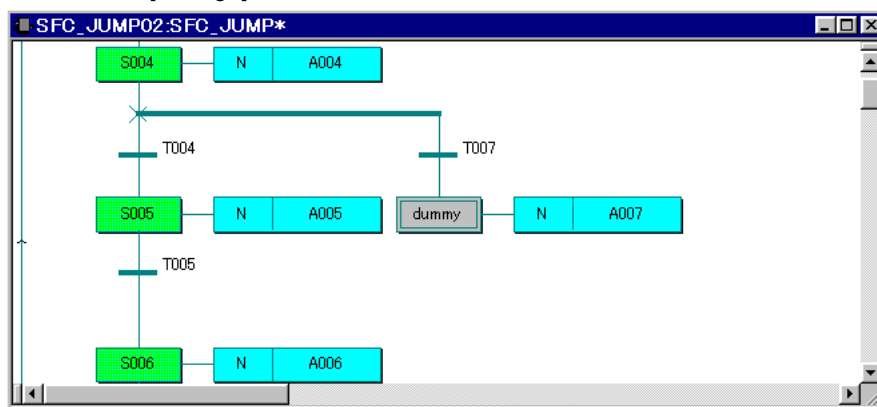 SFC_JUMP02:SFC_JUMP*
S004 N A004
T004 T007
S005 N A005 dummy N A007
T005
S006 N A006